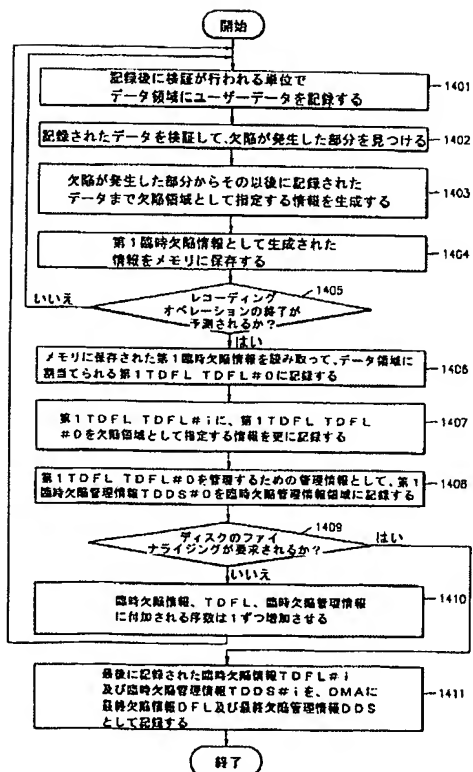 開始
記録後に検証が行われる単位で
データ領域にユーザーデータを記録する
1401
記録されたデータを検証して、欠陥が発生した部分を見つける
1402
欠陥が発生した部分からその以後に記録された
データまで欠陥領域として指定する情報を生成する
1403
第1臨時欠陥情報として生成された
情報をメモリに保存する
1404
レコーディング
オペレーションの終了が
予測されるか?
1405
いいえ
はい
メモリに保存された第1臨時欠陥情報を読み取って、データ領域に
割当てられる第1TDFL TDFL#0に記録する
1406
第1TDFL TDFL#iに、第1TDFL TDFL
#0を欠陥領域として指定する情報を更に記録する
1407
第1TDFL TDFL#0を管理するための管理情報として、第1
臨時欠陥管理情報TDDS#0を臨時欠陥管理情報領域に記録する
1408
ディスクのファイ
ナライジングが要求されるか?
1409
はい
いいえ
臨時欠陥情報、TDFL、臨時欠陥管理情報
に付加される序数は1ずつ増加させる
1410
最後に記録された臨時欠陥情報TDFL#i
及び臨時欠陥管理情報TDDS#iを、DMAに
最終欠陥情報DFL及び最終欠陥管理情報DDS
として記録する
1411
終了